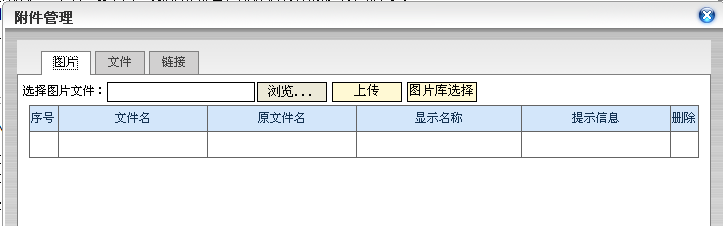 附件管理
图片 文件 链接
选择图片文件： 浏览... 上传 图片库选择
序号 文件名 原文件名 显示名称 提示信息 删除